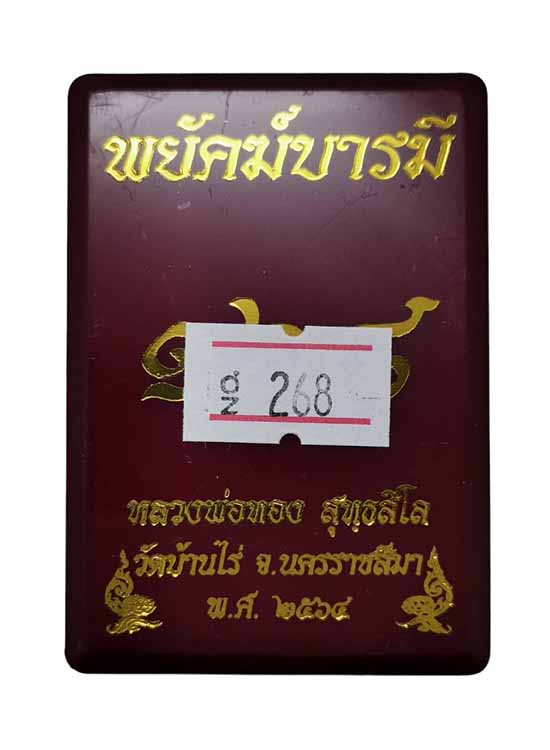 พยัคฆ์บารมี
268
หลวงพ่อทอง สุทฺธสีโล
วัดบ้านไร่ จ.นครราชสีมา
พ.ศ. ๒๕๖๔